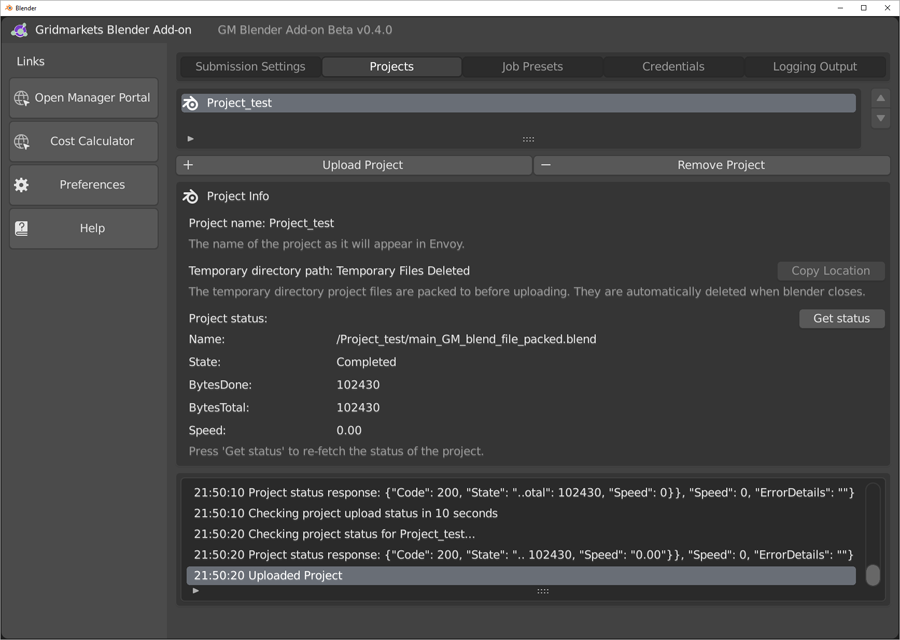 Blender
Gridmarkets Blender Add-on
GM Blender Add-on Beta v0.4.0
Links
Open Manager Portal
Cost Calculator
Preferences
Help
Submission Settings
Projects
Job Presets
Credentials
Logging Output
Project_test
Upload Project
Remove Project
Project Info
Project name: Project_test
The name of the project as it will appear in Envoy.
Temporary directory path: Temporary Files Deleted
Copy Location
The temporary directory project files are packed to before uploading. They are automatically deleted when blender closes.
Project status:
Get status
Name: /Project_test/main_GM_blend_file_packed.blend
State: Completed
BytesDone: 102430
BytesTotal: 102430
Speed: 0.00
Press 'Get status' to re-fetch the status of the project.
21:50:10 Project status response: {"Code": 200, "State": "..otal": 102430, "Speed": 0}}, "Speed": 0, "ErrorDetails": ""}
21:50:10 Checking project upload status in 10 seconds
21:50:20 Checking project status for Project_test...
21:50:20 Project status response: {"Code": 200, "State": ".. 102430, "Speed": "0.00"}}, "Speed": 0, "ErrorDetails": ""}
21:50:20 Uploaded Project